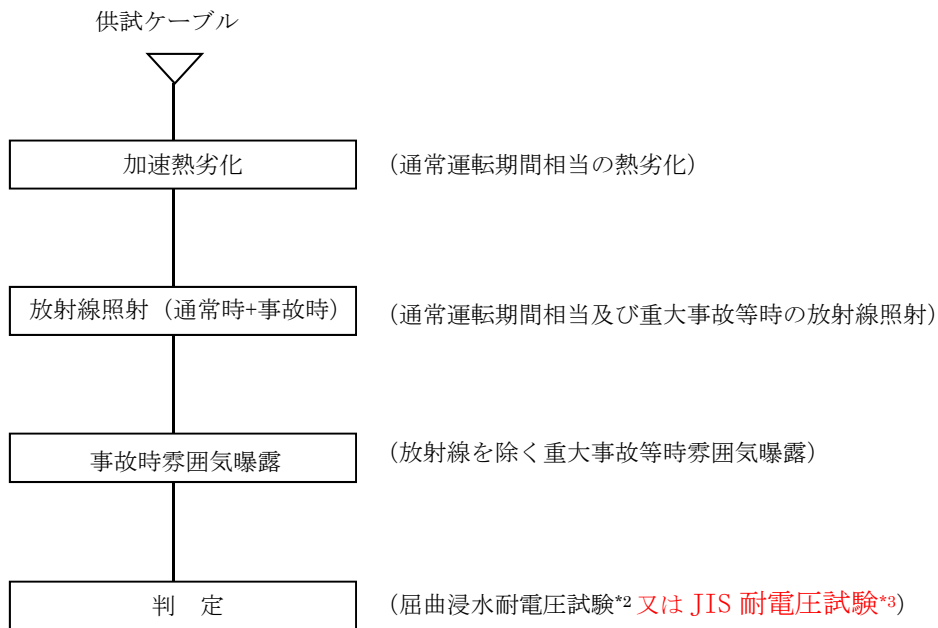 供試ケーブル
加速熱劣化 (通常運転期間相当の熱劣化)
放射線照射(通常時+事故時) (通常運転期間相当及び重大事故等時の放射線照射)
事故時雰囲気曝露 (放射線を除く重大事故等時雰囲気曝露)
判 定 (屈曲浸水耐電圧試験*2 又は JIS 耐電圧試験*3)